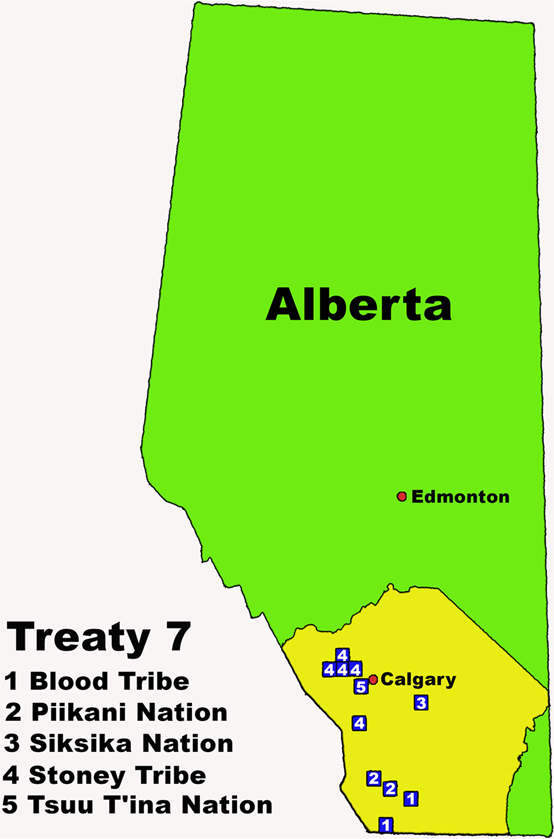 Alberta
Edmonton
Treaty 7
1 Blood Tribe
2 Piikani Nation
3 Siksika Nation
4 Stoney Tribe
5 Tsuu T'ina Nation
4
4 4 4
Calgary
5
3
4
2
2
1
1